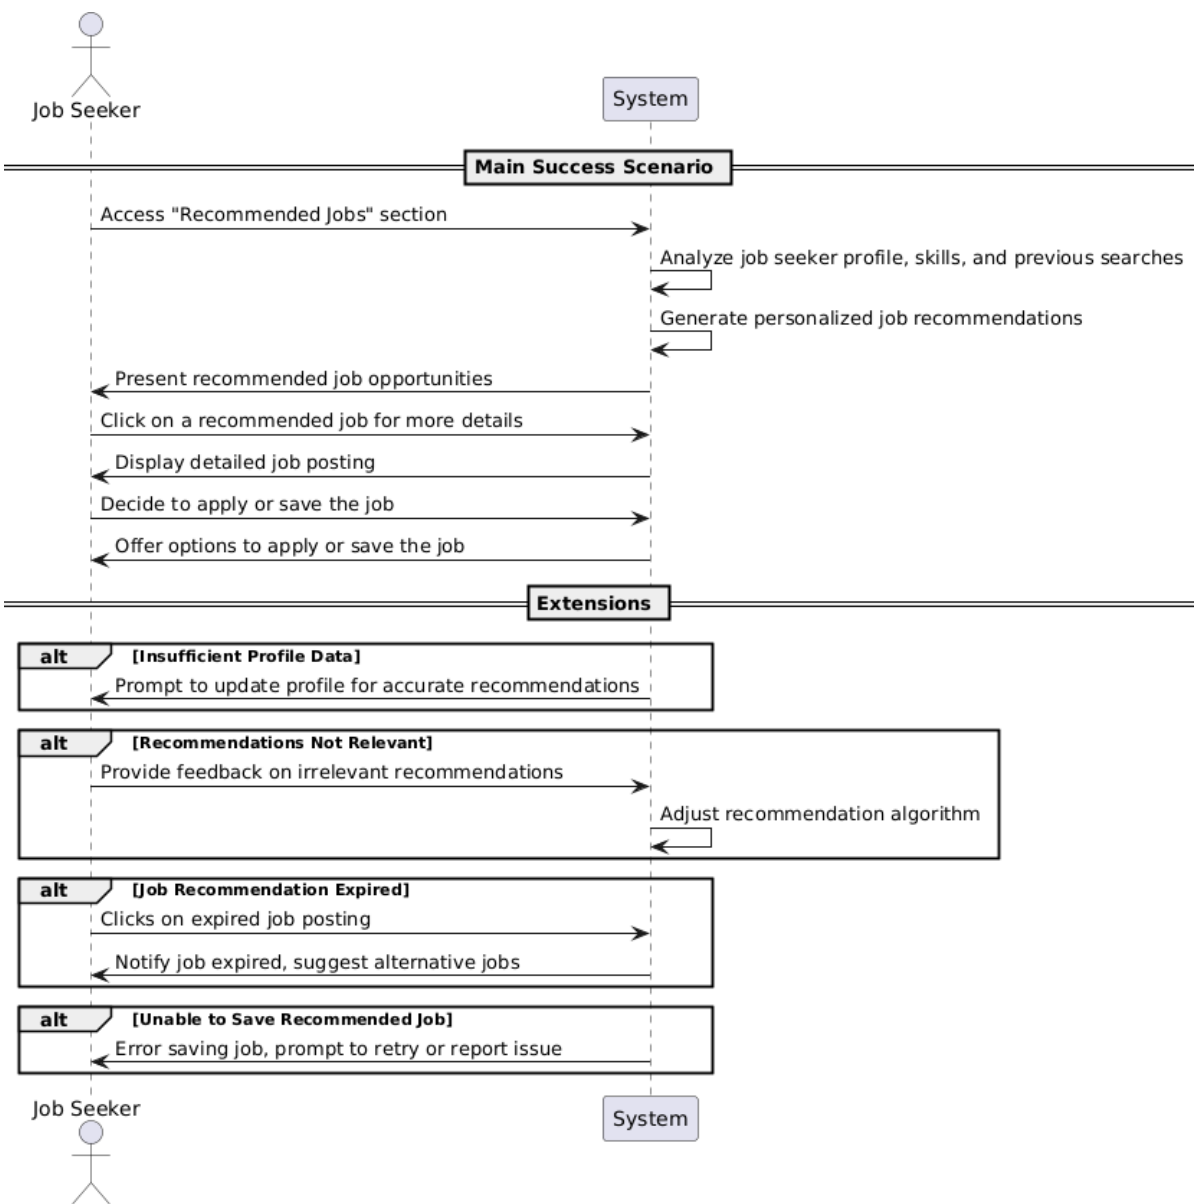 Job Seeker
System
Main Success Scenario
Access "Recommended Jobs" section
Analyze job seeker profile, skills, and previous searches
Generate personalized job recommendations
Present recommended job opportunities
Click on a recommended job for more details
Display detailed job posting
Decide to apply or save the job
Offer options to apply or save the job
Extensions
alt [Insufficient Profile Data]
Prompt to update profile for accurate recommendations
alt [Recommendations Not Relevant]
Provide feedback on irrelevant recommendations
Adjust recommendation algorithm
alt [Job Recommendation Expired]
Clicks on expired job posting
Notify job expired, suggest alternative jobs
alt [Unable to Save Recommended Job]
Error saving job, prompt to retry or report issue
Job Seeker
System